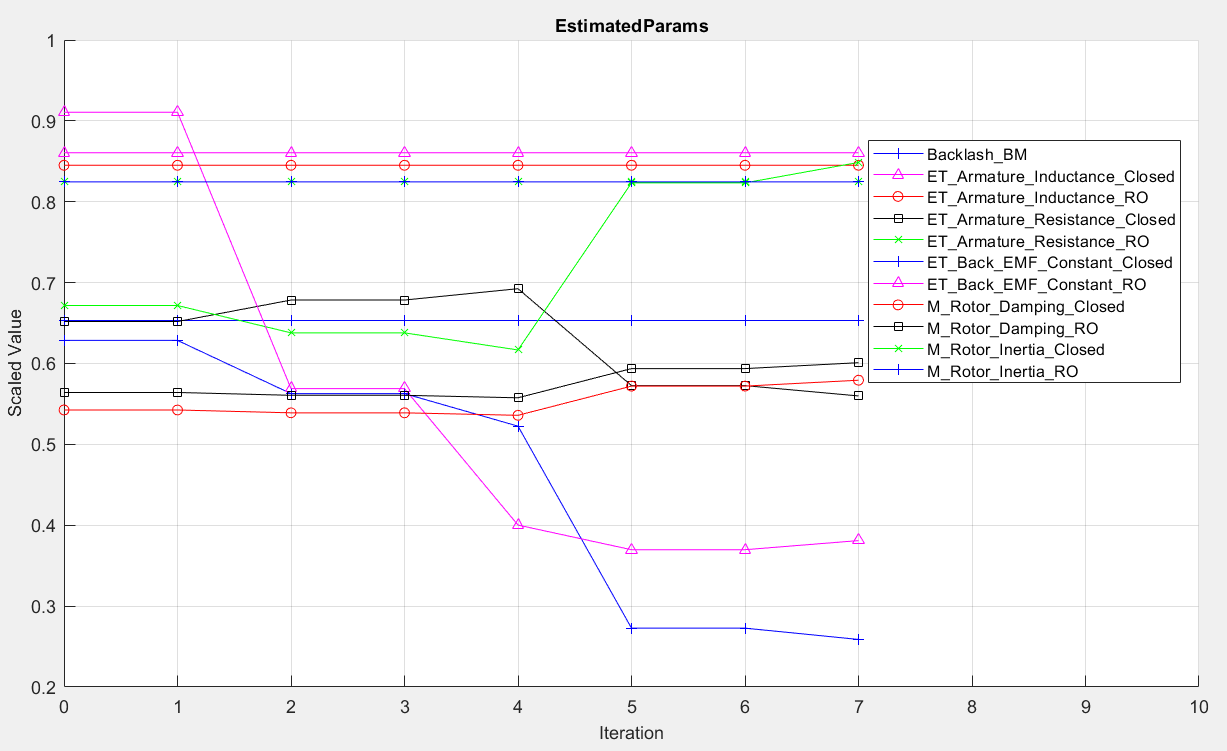 EstimatedParams
1
0.9
0.8
0.7
0.6
0.5
0.4
0.3
0.2
Scaled Value
Backlash_BM
ET_Armature_Inductance_Closed
ET_Armature_Inductance_RO
ET_Armature_Resistance_Closed
ET_Armature_Resistance_RO
ET_Back_EMF_Constant_Closed
ET_Back_EMF_Constant_RO
M_Rotor_Damping_Closed
M_Rotor_Damping_RO
M_Rotor_Inertia_Closed
M_Rotor_Inertia_RO
0 1 2 3 4 5 6 7 8 9 10
Iteration